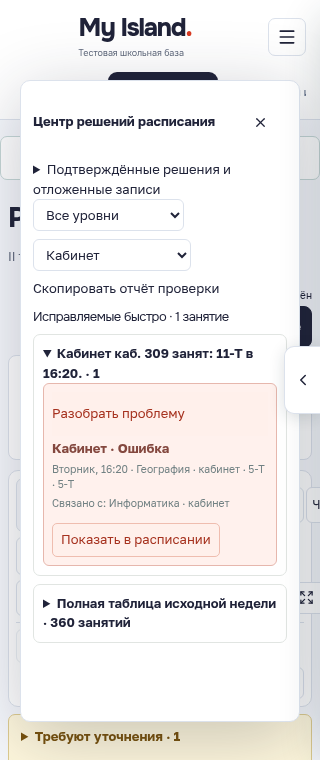 My Island.
Тестовая школьная база
Центр решений расписания
Подтверждённые решения и
отложенные записи
Все уровни
Кабинет
Скопировать отчёт проверки
Исправляемые быстро · 1 занятие
Кабинет каб. 309 занят: 11-Т в
16:20. · 1
Разобрать проблему
Кабинет · Ошибка
Вторник, 16:20 · География · кабинет · 5-Т
· 5-Т
Связано с: Информатика · кабинет
Показать в расписании
Полная таблица исходной недели
· 360 занятий
Требуют уточнения · 1